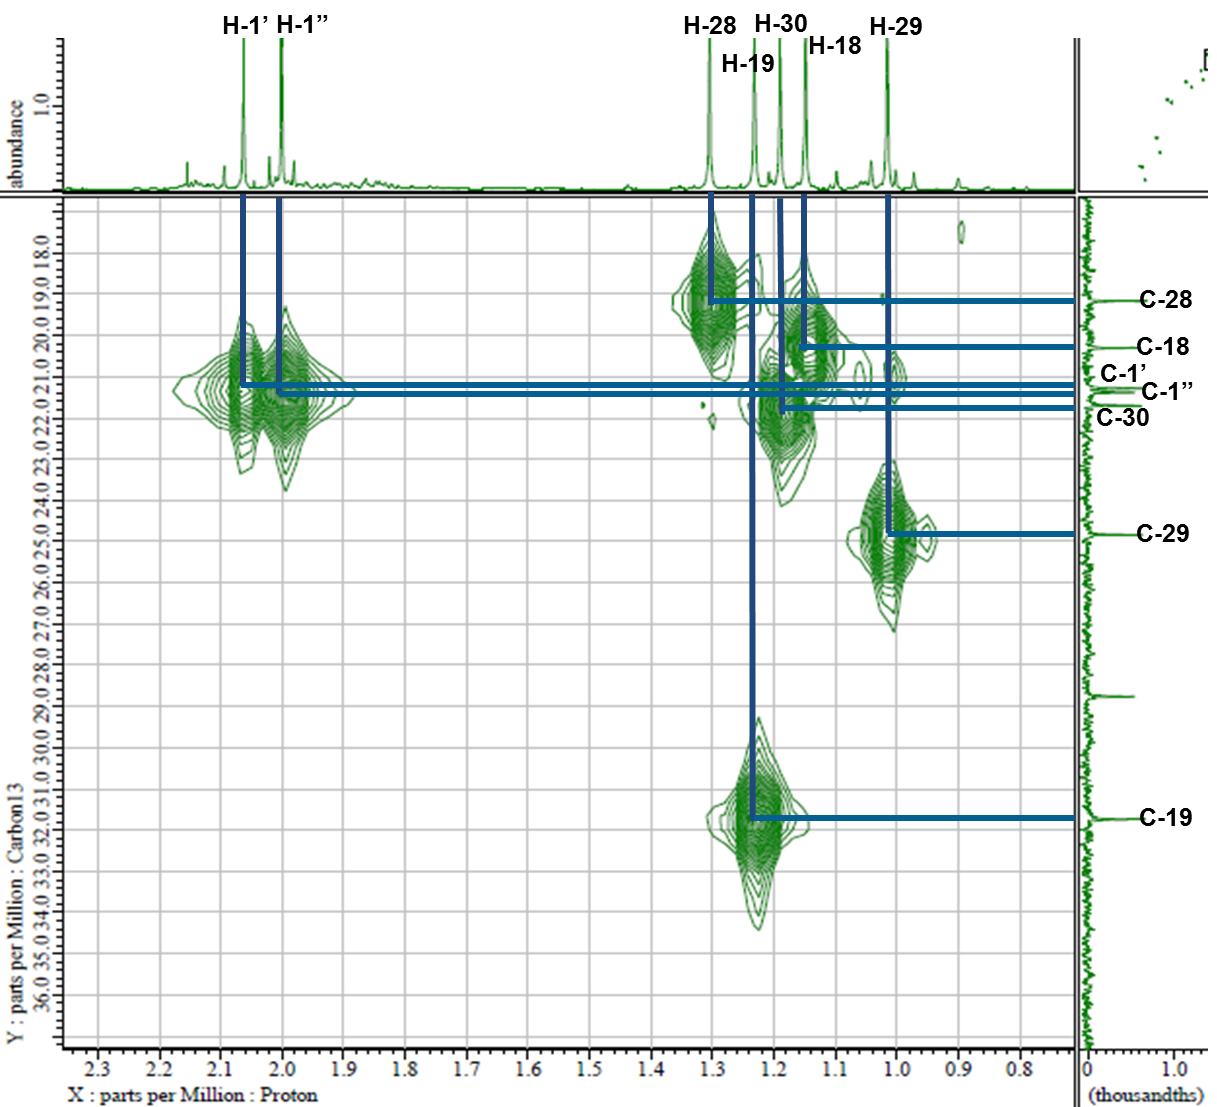 H-1’ H-1”
H-28 H-30 H-29
H-19 H-18
abundance
1.0
C-28
C-18
C-1’
C-1”
C-30
C-29
C-19
18.0
19.0
20.0
21.0
22.0
23.0
24.0
25.0
26.0
27.0
28.0
29.0
30.0
31.0
32.0
33.0
34.0
35.0
36.0
Y : parts per Million : Carbon13
2.3 2.2 2.1 2.0 1.9 1.8 1.7 1.6 1.5 1.4 1.3 1.2 1.1 1.0 0.9 0.8
X : parts per Million : Proton
0 1.0
(thousandths)